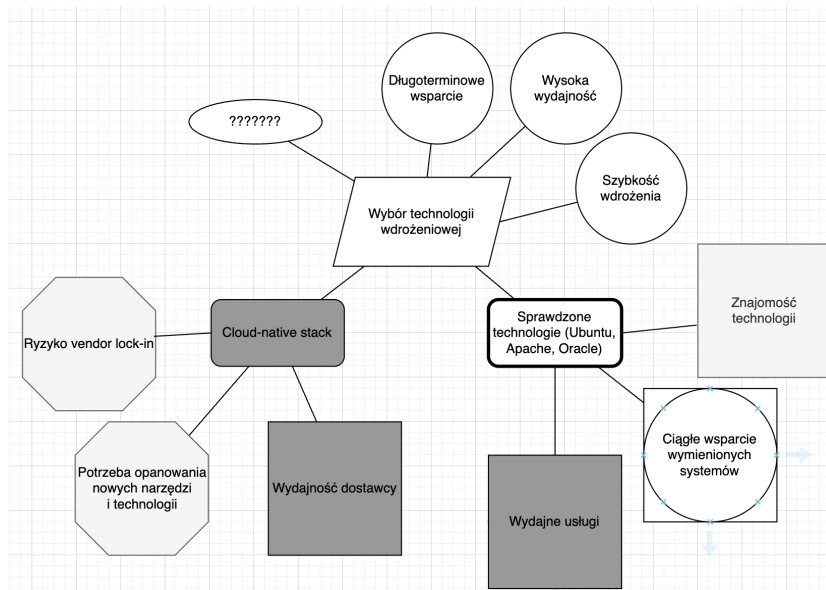 Długoterminowe
wsparcie
Wysoka
wydajność
???????
Szybkość
wdrożenia
Wybór technologii
wdrożeniowej
Znajomość
technologii
Ryzyko vendor lock-in
Cloud-native stack
Sprawdzone
technologie (Ubuntu,
Apache, Oracle)
Ciągłe wsparcie
wymienionych
systemów
Potrzeba opanowania
nowych narzędzi
i technologii
Wydajność dostawcy
Wydajne usługi